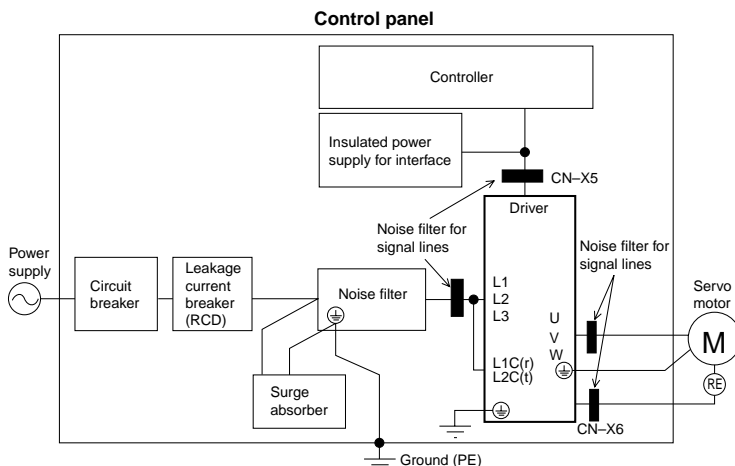 Control panel
Controller
Insulated power
supply for interface
CN–X5
Driver
Noise filter for
signal lines
Noise filter for
signal lines
Power
supply
Circuit
breaker
Leakage
current
breaker
(RCD)
Noise filter
L1
L2
L3
U
V
W
Servo
motor
M
L1C(r)
L2C(t)
RE
Surge
absorber
CN–X6
Ground (PE)